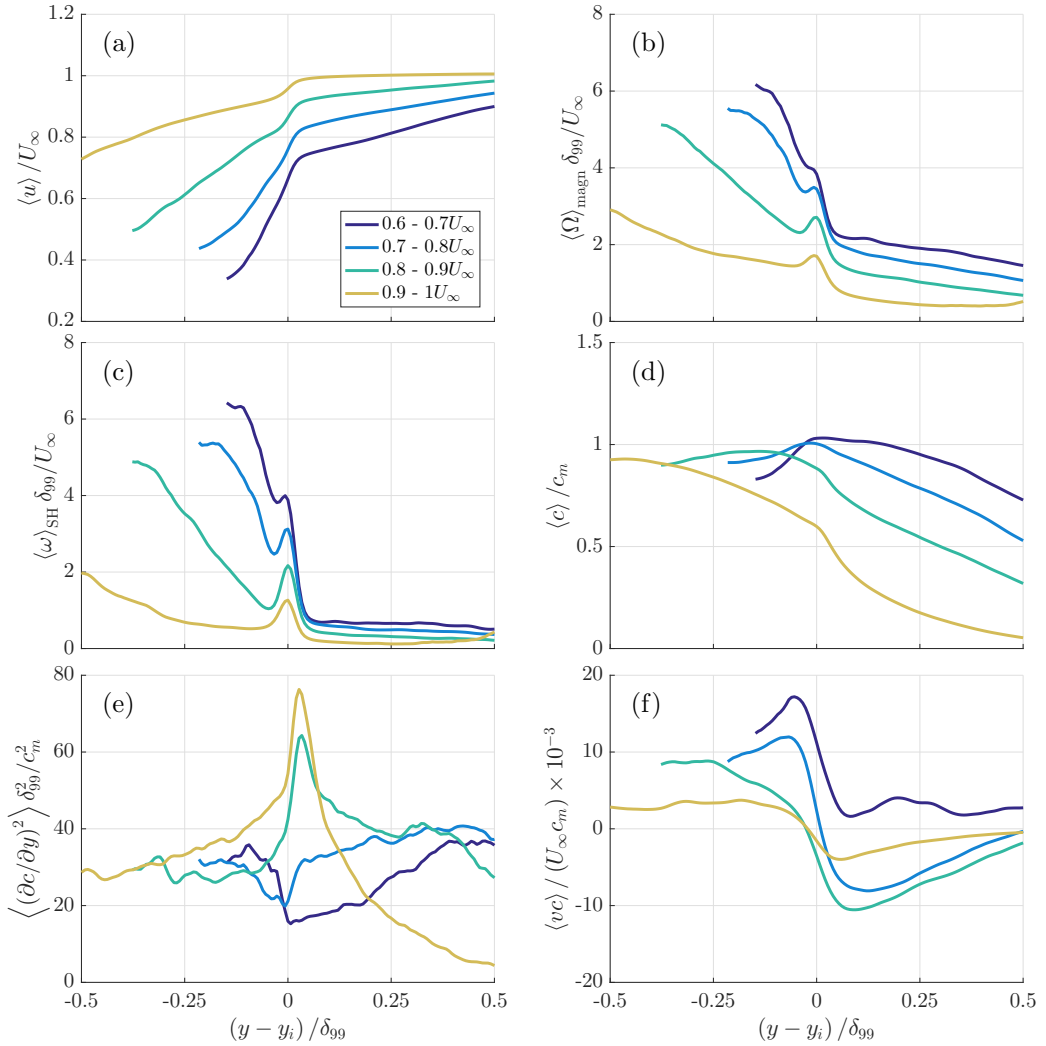 (a)
1.2
1
0.8
0.6
0.4
0.2
⟨u⟩ /U∞
0.6 - 0.7U∞
0.7 - 0.8U∞
0.8 - 0.9U∞
0.9 - 1U∞
(b)
8
6
4
2
0
⟨Ω⟩magn δ99/U∞
(c)
8
6
4
2
0
⟨ω⟩SH δ99/U∞
(d)
1.5
1
0.5
0
⟨c⟩ /cm
(e)
80
60
40
20
0
⟨(∂c/∂y)²⟩ δ²99/c²m
-0.5 -0.25 0 0.25 0.5
(y − yi) /δ99
(f)
20
10
0
-10
-20
⟨vc⟩ / (U∞cm) × 10⁻³
-0.5 -0.25 0 0.25 0.5
(y − yi) /δ99